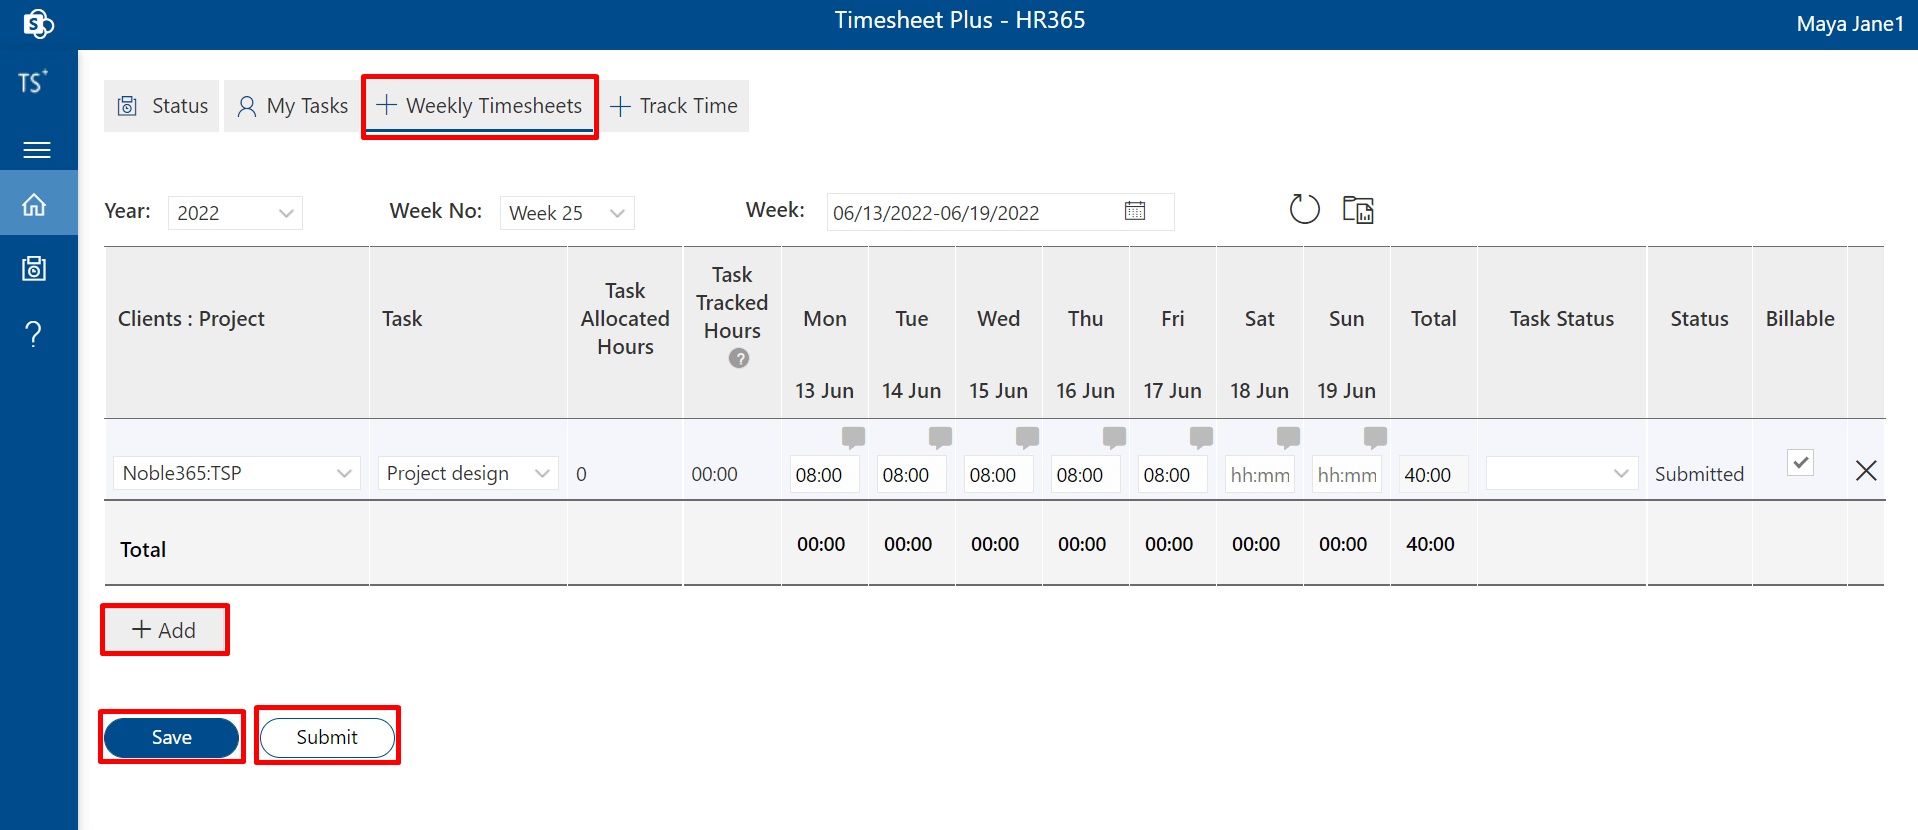 Timesheet Plus - HR365
Maya Jane1
S
TS+
Status
My Tasks
Weekly Timesheets
Track Time
Year: 2022
Week No: Week 25
Week: 06/13/2022-06/19/2022
Clients : Project
Task
Task Allocated Hours
Task Tracked Hours ?
Mon 13 Jun
Tue 14 Jun
Wed 15 Jun
Thu 16 Jun
Fri 17 Jun
Sat 18 Jun
Sun 19 Jun
Total
Task Status
Status
Billable
Noble365:TSP Project design 0 00:00 08:00 08:00 08:00 08:00 08:00 hh:mm hh:mm 40:00 Submitted
Total 00:00 00:00 00:00 00:00 00:00 00:00 00:00 40:00
?
+ Add
Save
Submit